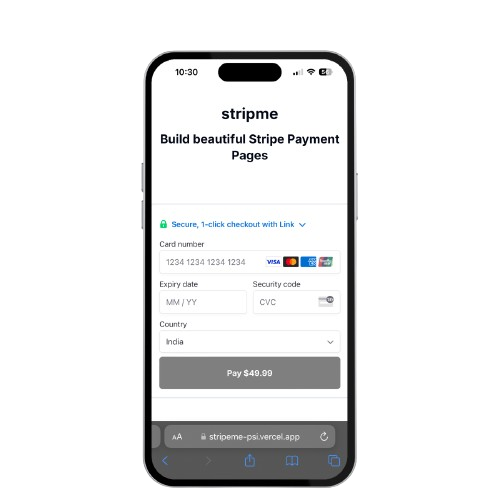 10:30
stripme
Build beautiful Stripe Payment
Pages
Secure, 1-click checkout with Link
Card number
1234 1234 1234 1234 VISA
Expiry date Security code
MM / YY CVC
Country
India
Pay $49.99
AA stripeme-psi.vercel.app